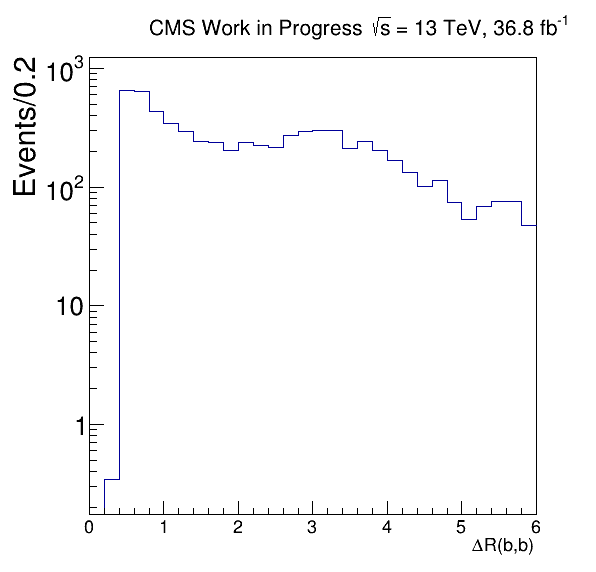 CMS Work in Progress √s = 13 TeV, 36.8 fb⁻¹
Events/0.2
10³
10²
10
1
0 1 2 3 4 5 6
ΔR(b,b)